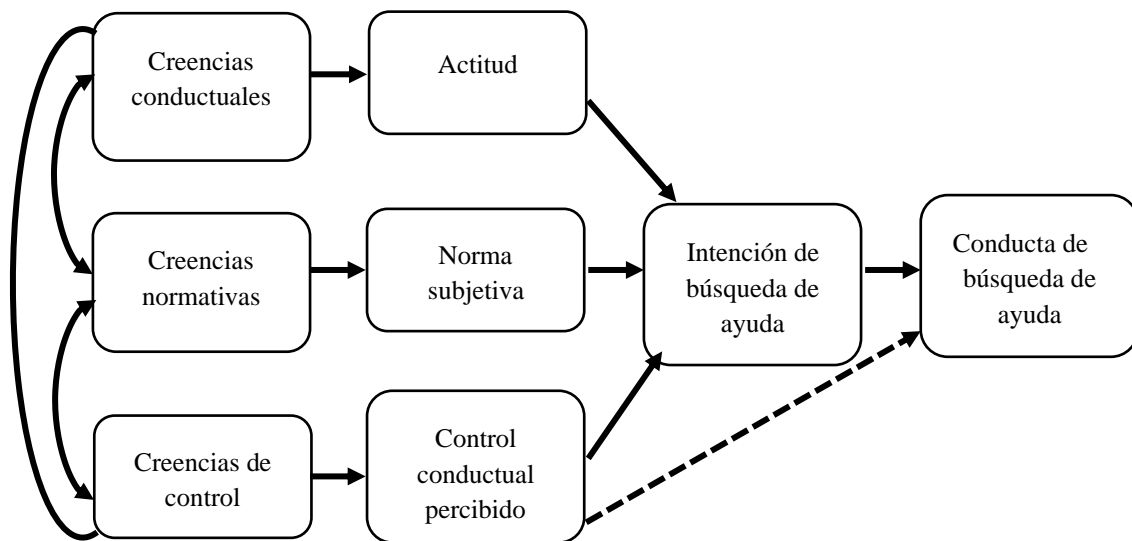 Creencias
conductuales
Actitud
Creencias
normativas
Norma
subjetiva
Intención de
búsqueda de
ayuda
Conducta de
búsqueda de
ayuda
Creencias de
control
Control
conductual
percibido